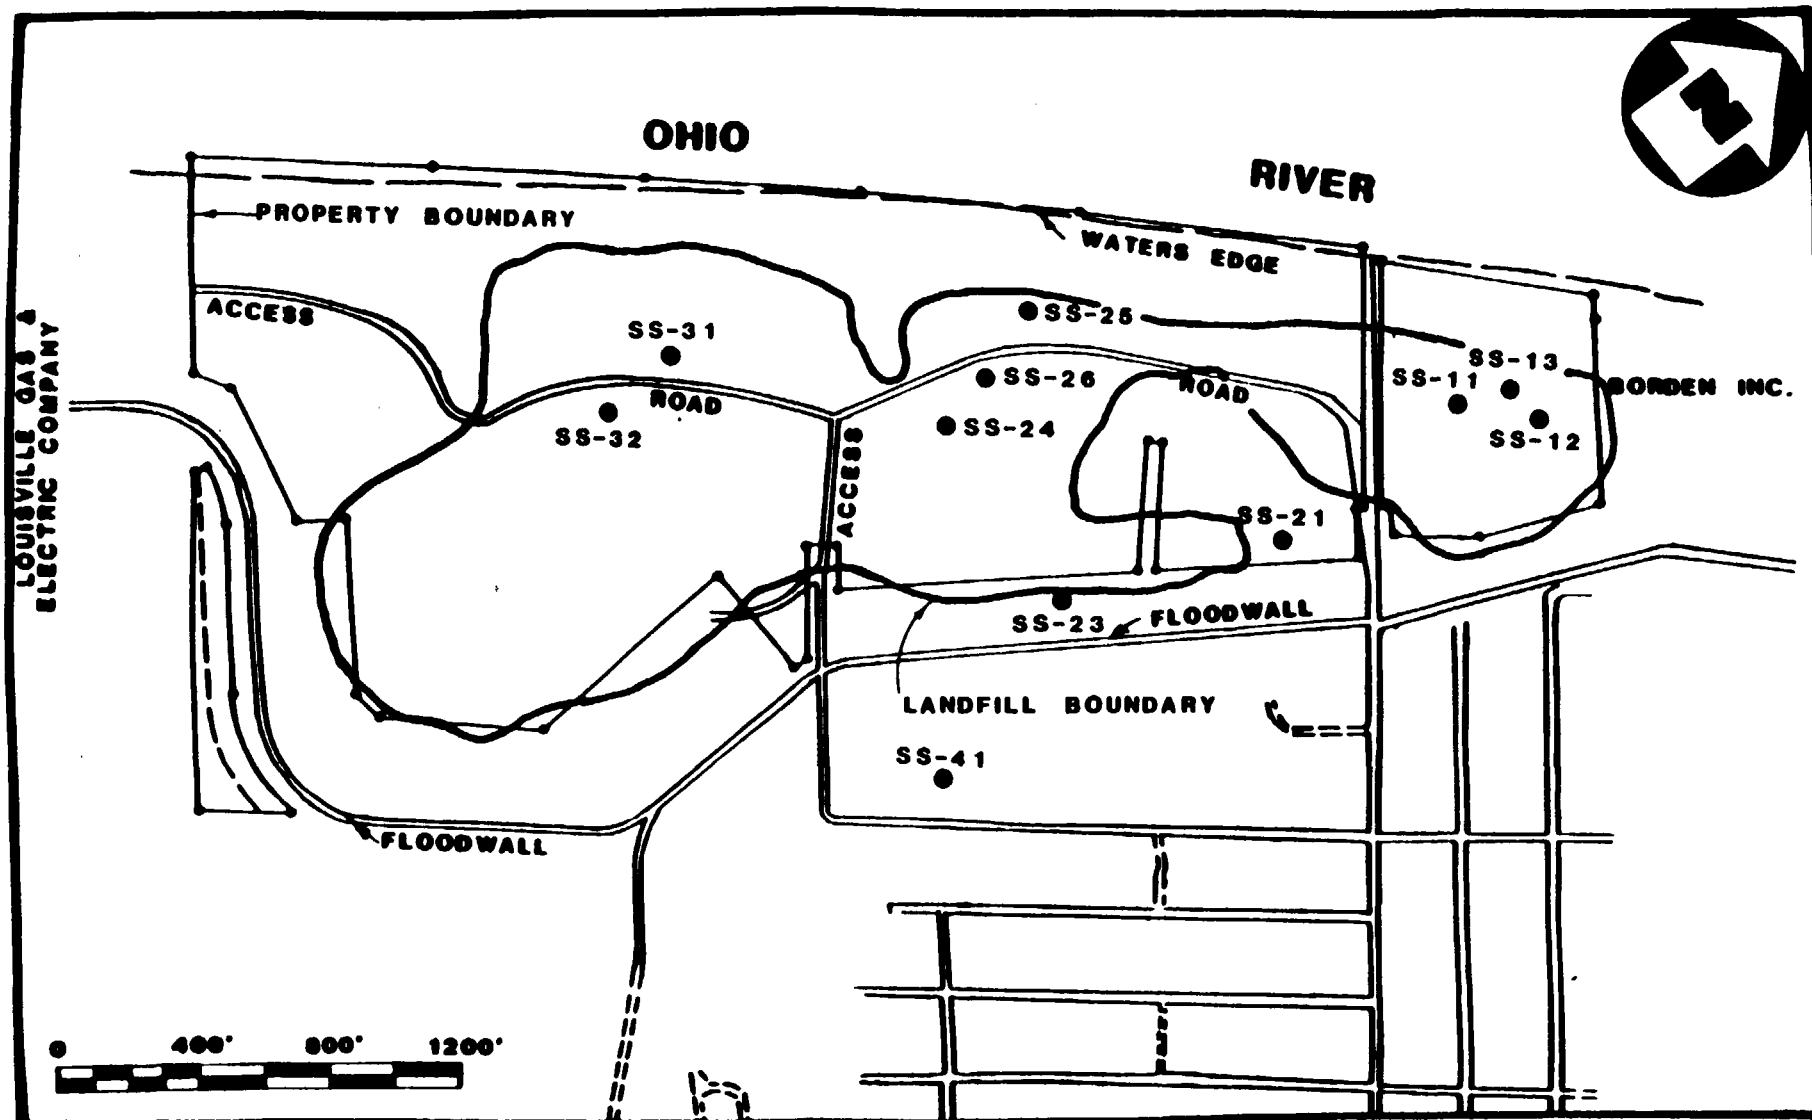 OHIO
RIVER
N
PROPERTY BOUNDARY
WATERS EDGE
ACCESS
SS-31
SS-25
SS-13
SS-26
SS-11
ROAD
ROAD
BORDEN INC.
SS-32
SS-24
SS-12
ACCESS
LOUISVILLE GAS &
ELECTRIC COMPANY
SS-21
SS-23
FLOODWALL
LANDFILL BOUNDARY
SS-41
FLOODWALL
0 400' 800' 1200'